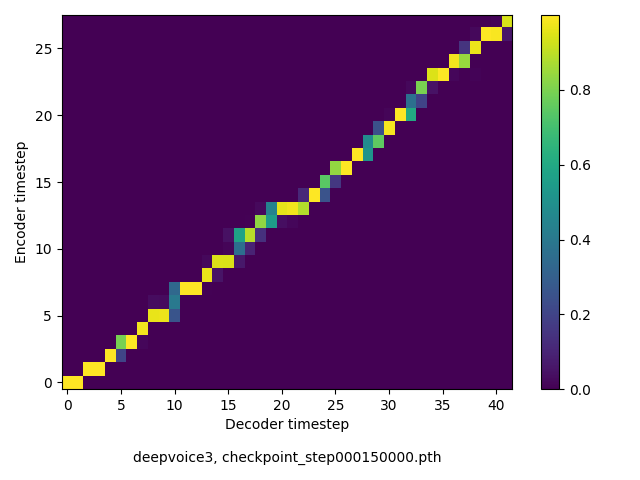 25
20
15
10
5
0
Encoder timestep
0 5 10 15 20 25 30 35 40
Decoder timestep
0.8
0.6
0.4
0.2
0.0
deepvoice3, checkpoint_step000150000.pth